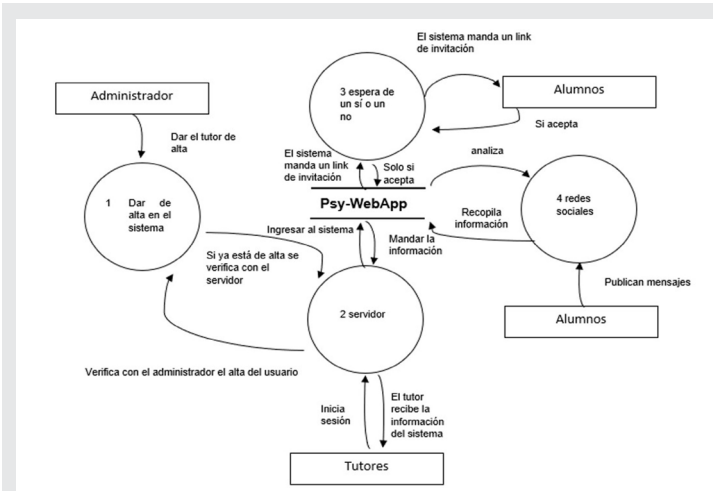 El sistema manda un link
de invitación
Administrador
3 espera de
un sí o un
no
Alumnos
Dar el tutor de
alta
Si acepta
El sistema
manda un link
de invitación
Solo si
acepta
analiza
1 Dar de
alta en el
sistema
Psy-WebApp
4 redes
sociales
Recopila
información
Ingresar al sistema
Mandar la
información
Si ya está de alta se
verifica con el
servidor
Publican mensajes
2 servidor
Alumnos
Verifica con el administrador el alta del usuario
Inicia
sesión
El tutor
recibe la
información
del sistema
Tutores